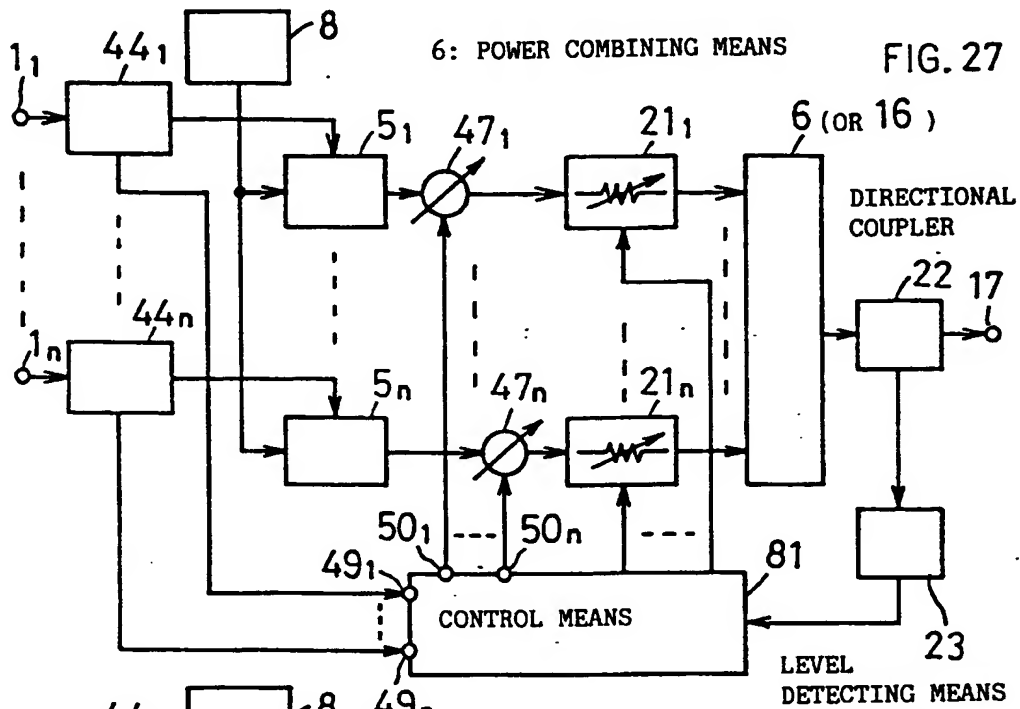 8
1₁
44₁
6: POWER COMBINING MEANS
FIG. 27
5₁
47₁
21₁
6 (OR 16 )
DIRECTIONAL
COUPLER
22
17
1n
44n
5n
47n
21n
50₁
50n
49₁
81
CONTROL MEANS
23
LEVEL
DETECTING MEANS
8